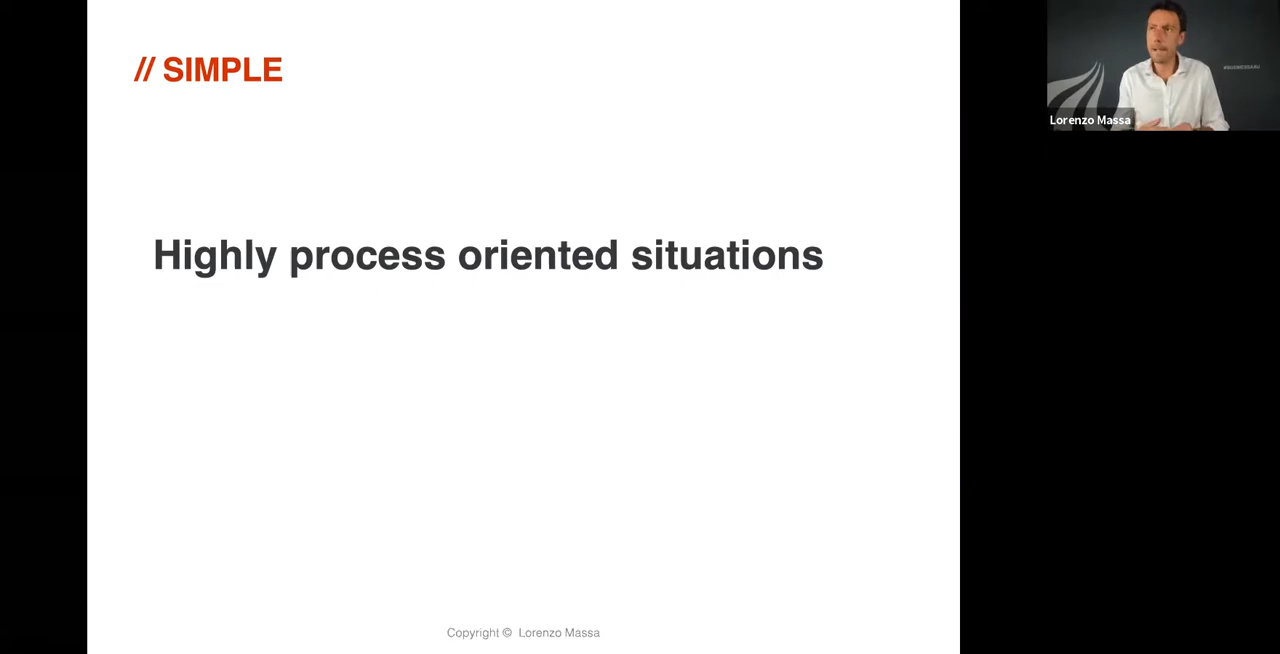 // SIMPLE
Lorenzo Massa
Highly process oriented situations
Copyright © Lorenzo Massa